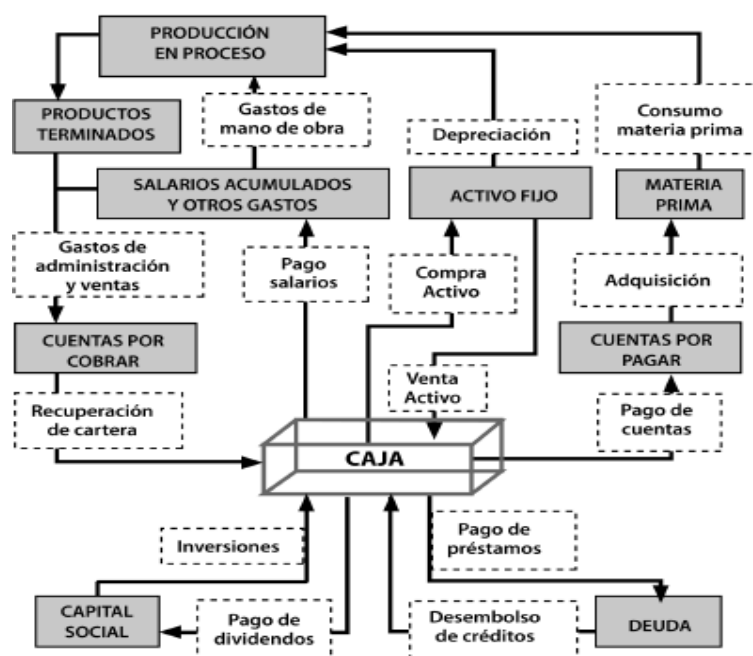 PRODUCCIÓN
EN PROCESO
PRODUCTOS
TERMINADOS
Gastos de
mano de obra
Depreciación
Consumo
materia prima
SALARIOS ACUMULADOS
Y OTROS GASTOS
ACTIVO FIJO
MATERIA
PRIMA
Gastos de
administración
y ventas
Pago
salarios
Compra
Activo
Adquisición
CUENTAS POR
COBRAR
CUENTAS POR
PAGAR
Recuperación
de cartera
Venta
Activo
Pago de
cuentas
CAJA
Inversiones
Pago de
préstamos
CAPITAL
SOCIAL
Pago de
dividendos
Desembolso
de créditos
DEUDA